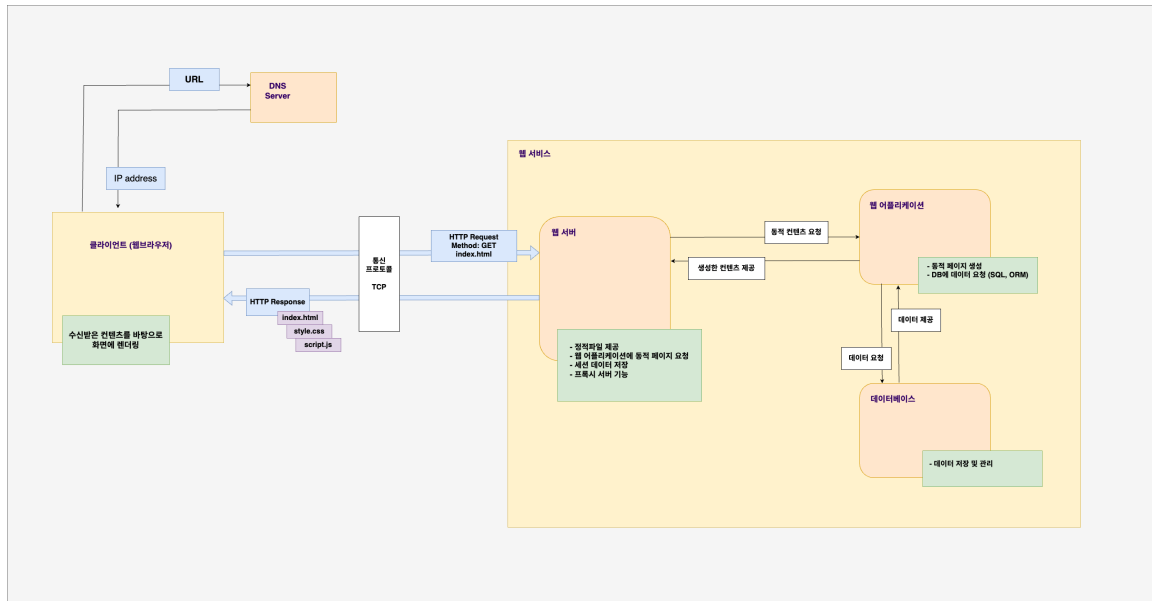 URL
DNS
Server
IP address
클라이언트 (웹브라우저)
수신받은 컨텐츠를 바탕으로
화면에 렌더링
통신
프로토콜
TCP
HTTP Request
Method: GET
index.html
HTTP Response
index.html
style.css
script.js
웹 서비스
웹 서버
- 정적파일 제공
- 웹 어플리케이션에 동적 페이지 요청
- 세션 데이터 저장
- 프록시 서버 기능
동적 컨텐츠 요청
생성한 컨텐츠 제공
웹 어플리케이션
- 동적 페이지 생성
- DB에 데이터 요청 (SQL, ORM)
데이터 제공
데이터 요청
데이터베이스
- 데이터 저장 및 관리